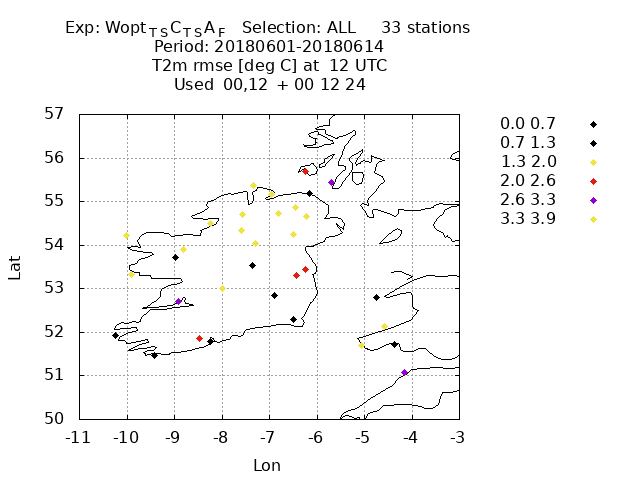 Exp: Wopt T S C T S A F Selection: ALL 33 stations
Period: 20180601-20180614
T2m rmse [deg C] at 12 UTC
Used 00,12 + 00 12 24
57
56
55
54
53
52
51
50
Lat
-11 -10 -9 -8 -7 -6 -5 -4 -3
Lon
0.0 0.7
0.7 1.3
1.3 2.0
2.0 2.6
2.6 3.3
3.3 3.9